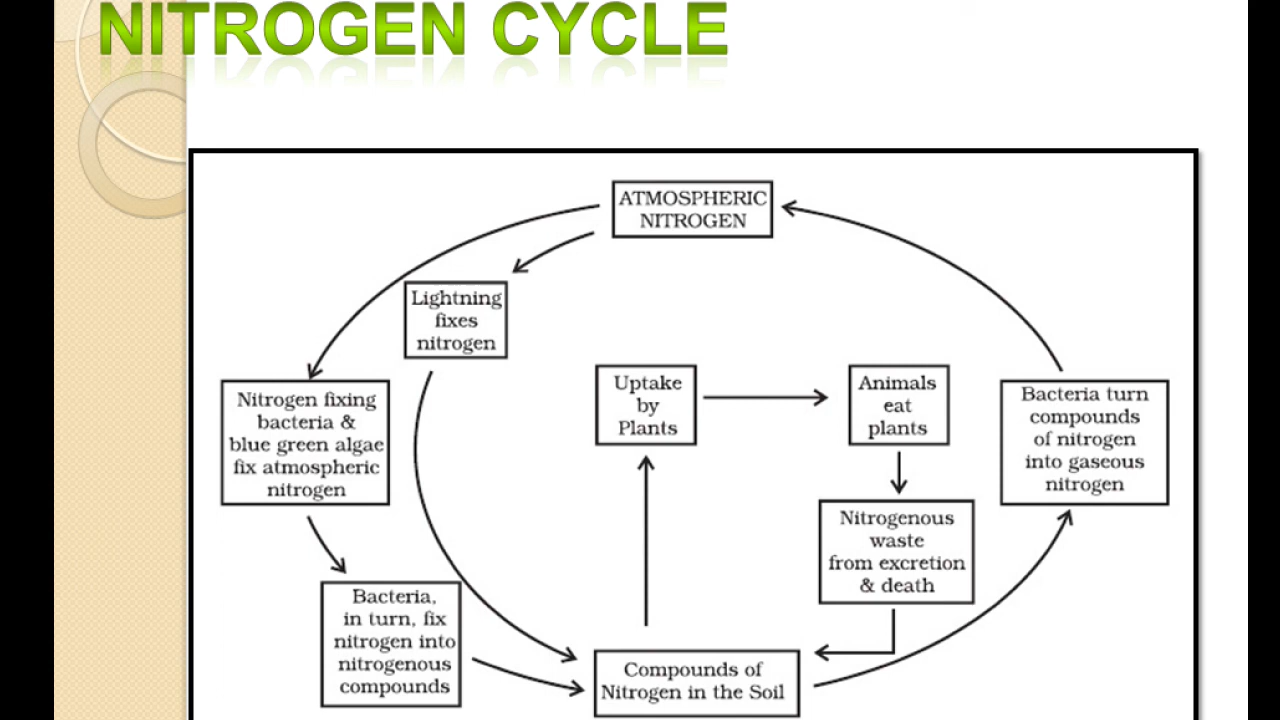 NITROGEN CYCLE
ATMOSPHERIC
NITROGEN
Lightning
fixes
nitrogen
Nitrogen fixing
bacteria &
blue green algae
fix atmospheric
nitrogen
Uptake
by
Plants
Animals
eat
plants
Bacteria turn
compounds
of nitrogen
into gaseous
nitrogen
Nitrogenous
waste
from excretion
& death
Bacteria,
in turn, fix
nitrogen into
nitrogenous
compounds
Compounds of
Nitrogen in the Soil